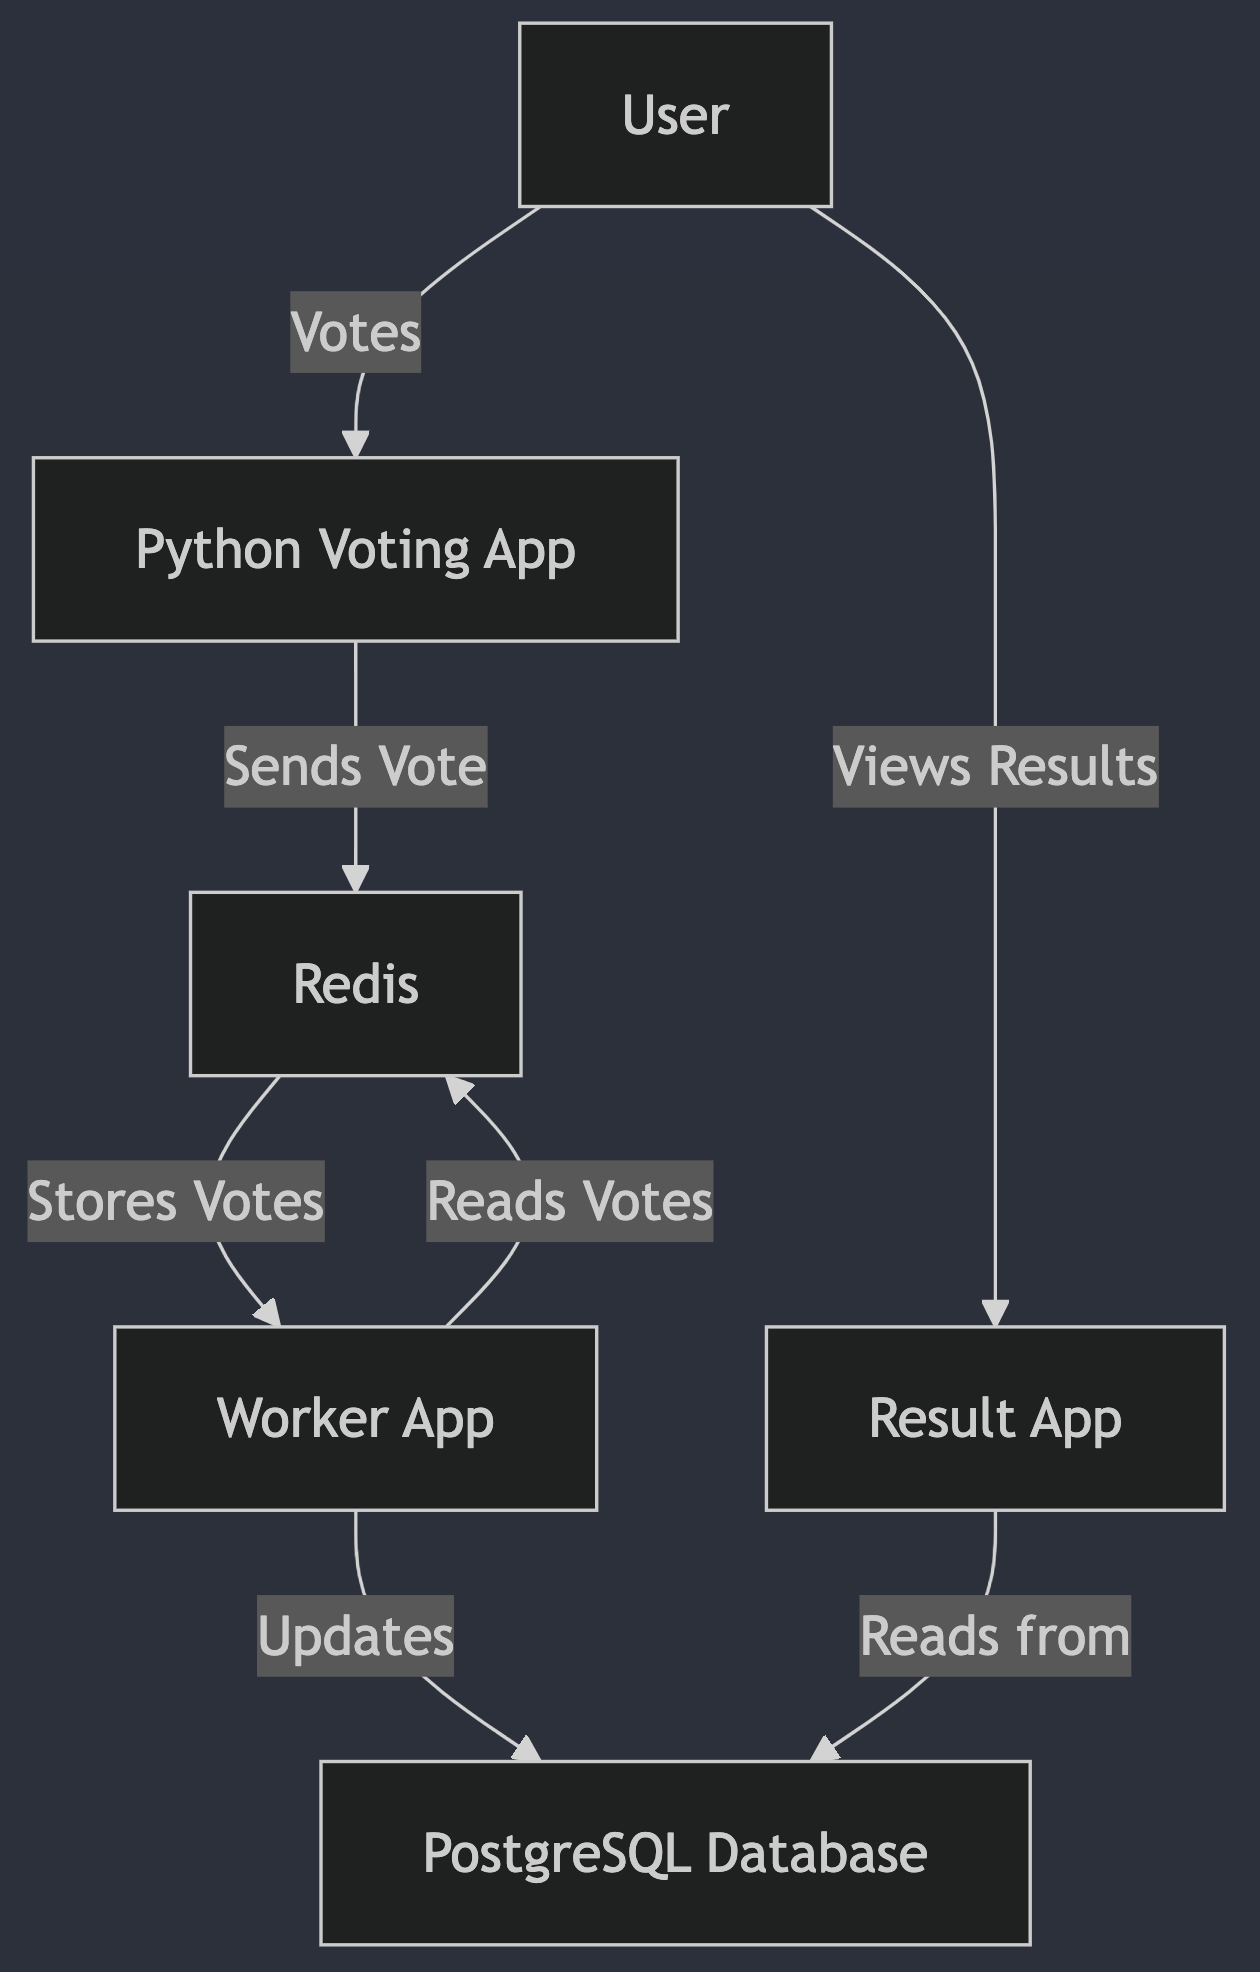 User
Votes
Python Voting App
Sends Vote
Views Results
Redis
Stores Votes
Reads Votes
Worker App
Result App
Updates
Reads from
PostgreSQL Database